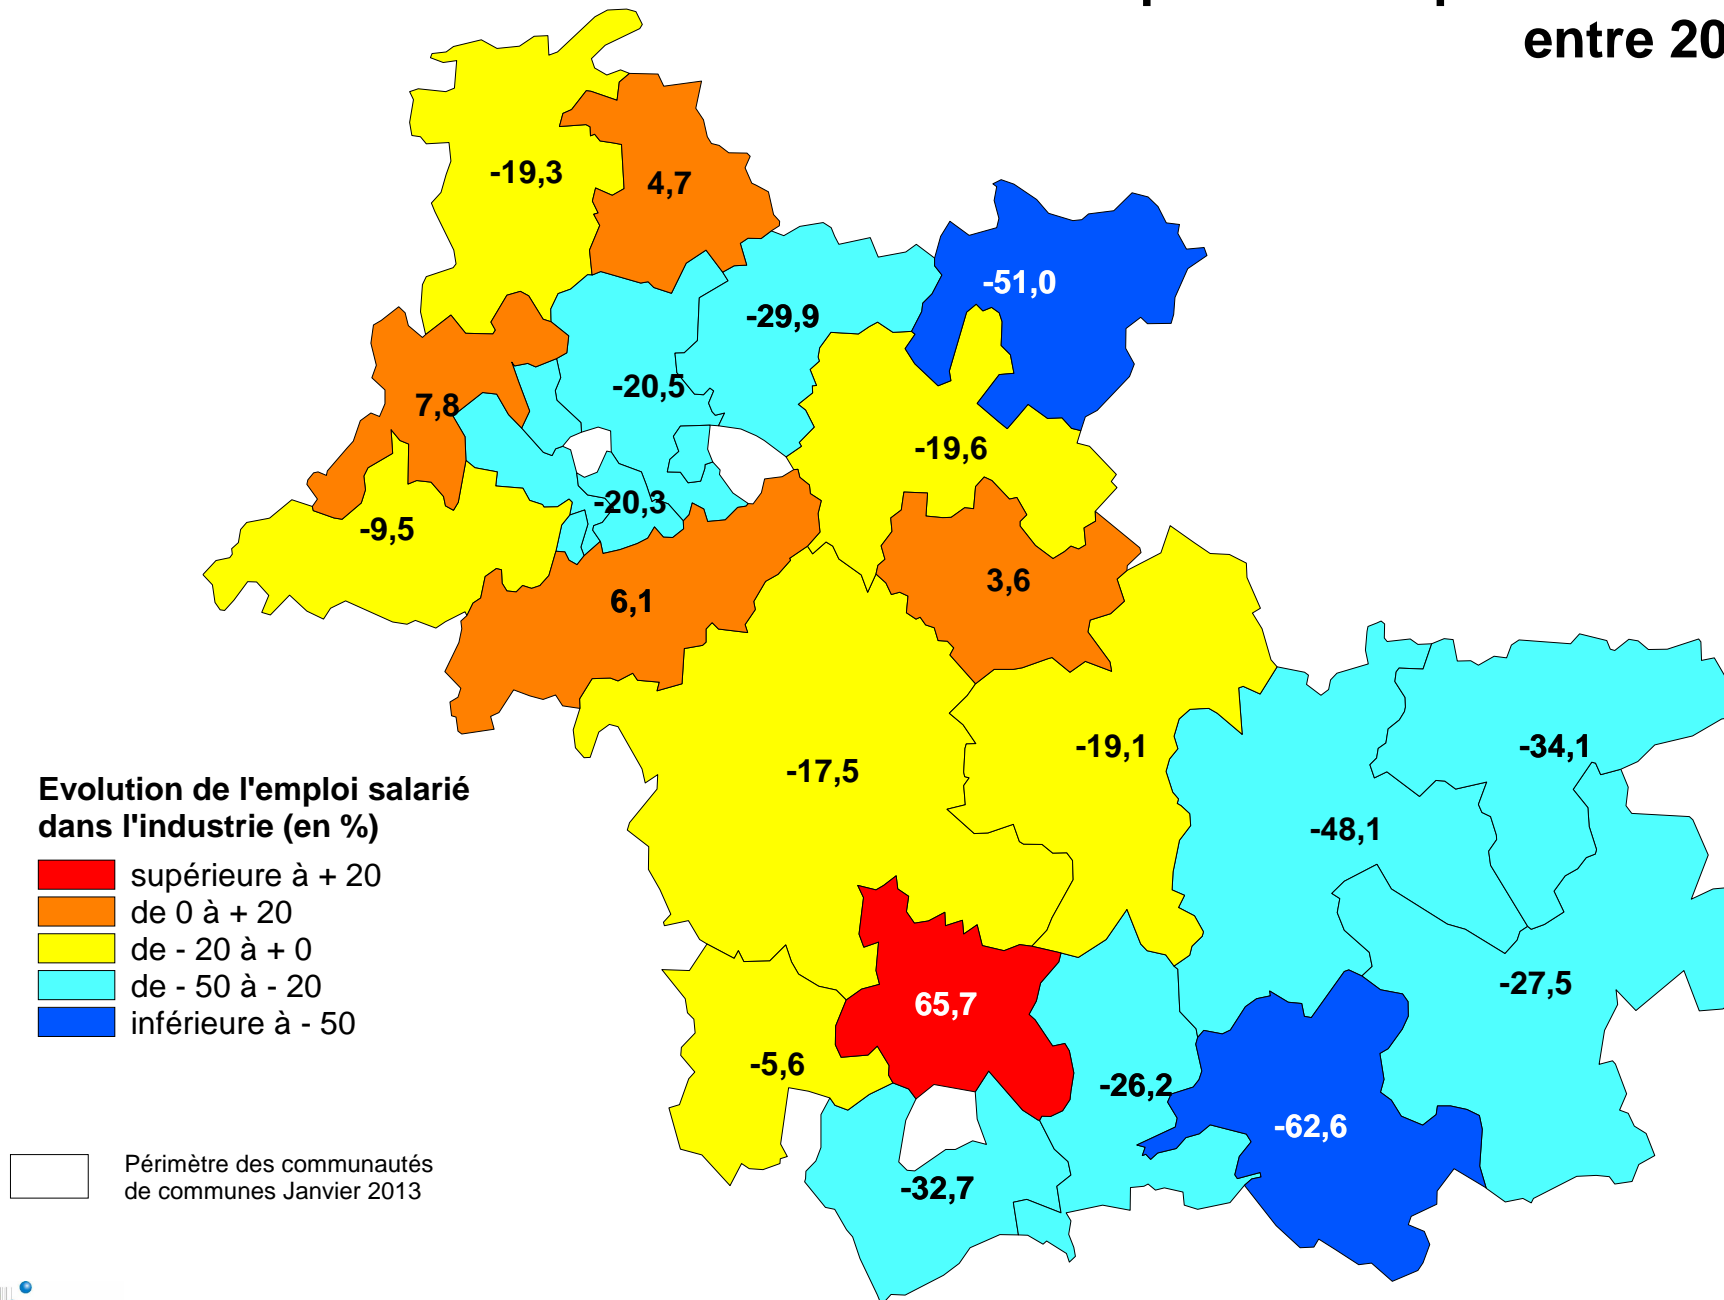 entre 20
-19,3
4,7
-51,0
-29,9
-20,5
7,8
-19,6
-20,3
-9,5
3,6
6,1
-19,1
-34,1
-17,5
-48,1
Evolution de l'emploi salarié
dans l'industrie (en %)
supérieure à + 20
de 0 à + 20
de - 20 à + 0
de - 50 à - 20
inférieure à - 50
-27,5
65,7
-5,6
-26,2
-62,6
-32,7
Périmètre des communautés
de communes Janvier 2013